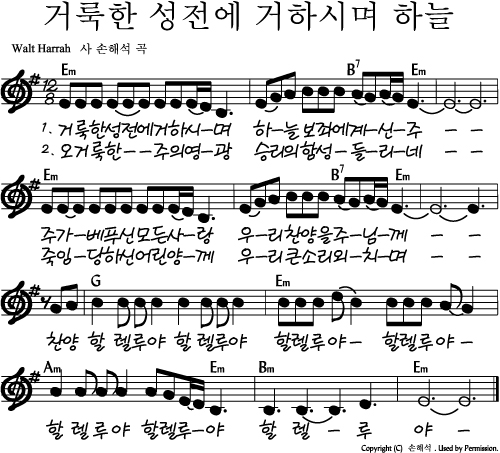 거룩한 성전에 거하시며 하늘
Walt Harrah 사 손해석 곡
Em B7 Em
12
8
1. 거룩한성전에거하시-며 하-늘보좌에계-신-주 - -
2. 오거룩한--주의영-광 승리의함성-들-리-네 - -
Em B7 Em
주가-베푸신모든사-랑 우-리찬양을주-님께 - -
죽임-당하신어린양-께 우-리큰소리외-치며 - -
G Em
찬양 할 렐루야 할렐루야 할렐루야- 할렐루야-
Am Em Bm Em
할 렐루야 할렐루-야 할 렐- 루 야-
Copyright (C) 손해석 . Used by Permission.